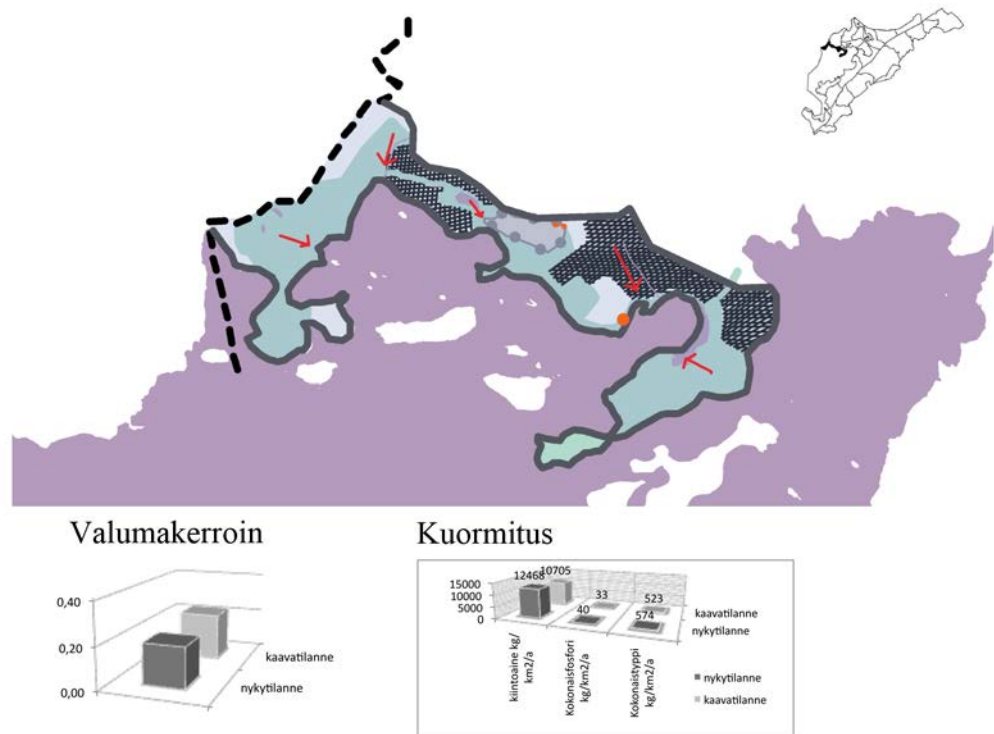 Valumakerroin
0,40
0,20
0,00
kaavatilanne
nykytilanne
Kuormitus
15000
10000
5000
0
12468
10705
40
33
574
523
kaavatilanne
nykytilanne
kiintoaine kg/
km2/a
Kokonaisfosfori
kg/km2/a
Kokonaistyppi
kg/km2/a
nykytilanne
kaavatilanne